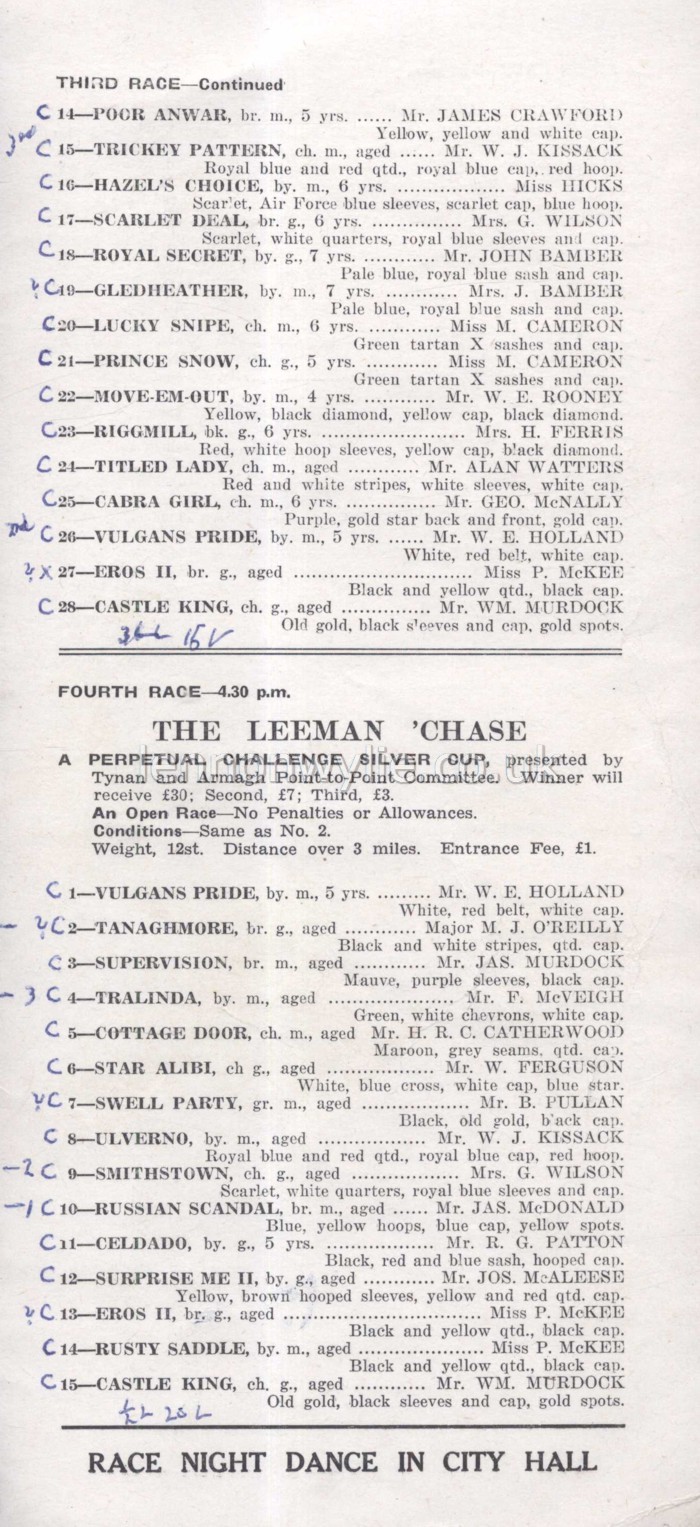 THIRD RACE—Continued
C 14—POOR ANWAR, br. m., 5 yrs. ...... Mr. JAMES CRAWFORD
Yellow, yellow and white cap.
3rd C 15—TRICKEY PATTERN, ch. m., aged ...... Mr. W. J. KISSACK
Royal blue and red qtd., royal blue cap, red hoop.
C 16—HAZEL'S CHOICE, by. m., 6 yrs. .................. Miss HICKS
Scarlet, Air Force blue sleeves, scarlet cap, blue hoop.
C 17—SCARLET DEAL, br. g., 6 yrs. ............... Mrs. G. WILSON
Scarlet, white quarters, royal blue sleeves and cap.
C 18—ROYAL SECRET, by. g., 7 yrs. ............ Mr. JOHN BAMBER
Pale blue, royal blue sash and cap.
C 19—GLEDHEATHER, by. m., 7 yrs. ............ Mrs. J. BAMBER
Pale blue, royal blue sash and cap.
C 20—LUCKY SNIPE, ch. m., 6 yrs. ............ Miss M. CAMERON
Green tartan X sashes and cap.
C 21—PRINCE SNOW, ch. g., 5 yrs. ............ Miss M. CAMERON
Green tartan X sashes and cap.
C 22—MOVE-EM-OUT, by. m., 4 yrs. ............ Mr. W. E. ROONEY
Yellow, black diamond, yellow cap, black diamond.
C 23—RIGGMILL, bk. g., 6 yrs. ........................ Mrs. H. FERRIS
Red, white hoop sleeves, yellow cap, black diamond.
C 24—TITLED LADY, ch. m., aged ............ Mr. ALAN WATTERS
Red and white stripes, white sleeves, white cap.
C 25—CABRA GIRL, ch. m., 6 yrs. ............... Mr. GEO. McNALLY
Purple, gold star back and front, gold cap.
2nd C 26—VULGANS PRIDE, by. m., 5 yrs. ...... Mr. W. E. HOLLAND
White, red belt, white cap.
X 27—EROS II, br. g., aged .............................. Miss P. McKEE
Black and yellow qtd., black cap.
C 28—CASTLE KING, ch. g., aged ............... Mr. WM. MURDOCK
Old gold, black sleeves and cap, gold spots.
FOURTH RACE—4.30 p.m.
THE LEEMAN 'CHASE
A PERPETUAL CHALLENGE SILVER CUP, presented by
Tynan and Armagh Point-to-Point Committee. Winner will
receive £30; Second, £7; Third, £3.
lennonwylie.co.uk
An Open Race—No Penalties or Allowances.
Conditions—Same as No. 2.
Weight, 12st. Distance over 3 miles. Entrance Fee, £1.
C 1—VULGANS PRIDE, by. m., 5 yrs. ......... Mr. W. E. HOLLAND
White, red belt, white cap.
C 2—TANAGHMORE, br. g., aged ............ Major M. J. O'REILLY
Black and white stripes, qtd. cap.
C 3—SUPERVISION, br. m., aged ............ Mr. JAS. MURDOCK
Mauve, purple sleeves, black cap.
– 3 C 4—TRALINDA, by. m., aged ..................... Mr. F. McVEIGH
Green, white chevrons, white cap.
C 5—COTTAGE DOOR, ch. m., aged Mr. H. R. C. CATHERWOOD
Maroon, grey seams, qtd. cap.
C 6—STAR ALIBI, ch g., aged .................. Mr. W. FERGUSON
White, blue cross, white cap, blue star.
C 7—SWELL PARTY, gr. m., aged .................. Mr. B. PULLAN
Black, old gold, black cap.
C 8—ULVERNO, by. m., aged .................. Mr. W. J. KISSACK
Royal blue and red qtd., royal blue cap, red hoop.
–2 C 9—SMITHSTOWN, ch. g., aged .................. Mrs. G. WILSON
Scarlet, white quarters, royal blue sleeves and cap.
–1 C 10—RUSSIAN SCANDAL, br. m., aged ...... Mr. JAS. McDONALD
Blue, yellow hoops, blue cap, yellow spots.
C 11—CELDADO, by. g., 5 yrs. .................. Mr. R. G. PATTON
Black, red and blue sash, hooped cap.
C 12—SURPRISE ME II, by. g., aged ............ Mr. JOS. McALEESE
Yellow, brown hooped sleeves, yellow and red qtd. cap.
C 13—EROS II, br. g., aged ................................. Miss P. McKEE
Black and yellow qtd., black cap.
C 14—RUSTY SADDLE, by. m., aged ..................... Miss P. McKEE
Black and yellow qtd., black cap.
C 15—CASTLE KING, ch. g., aged ............ Mr. WM. MURDOCK
Old gold, black sleeves and cap, gold spots.
RACE NIGHT DANCE IN CITY HALL